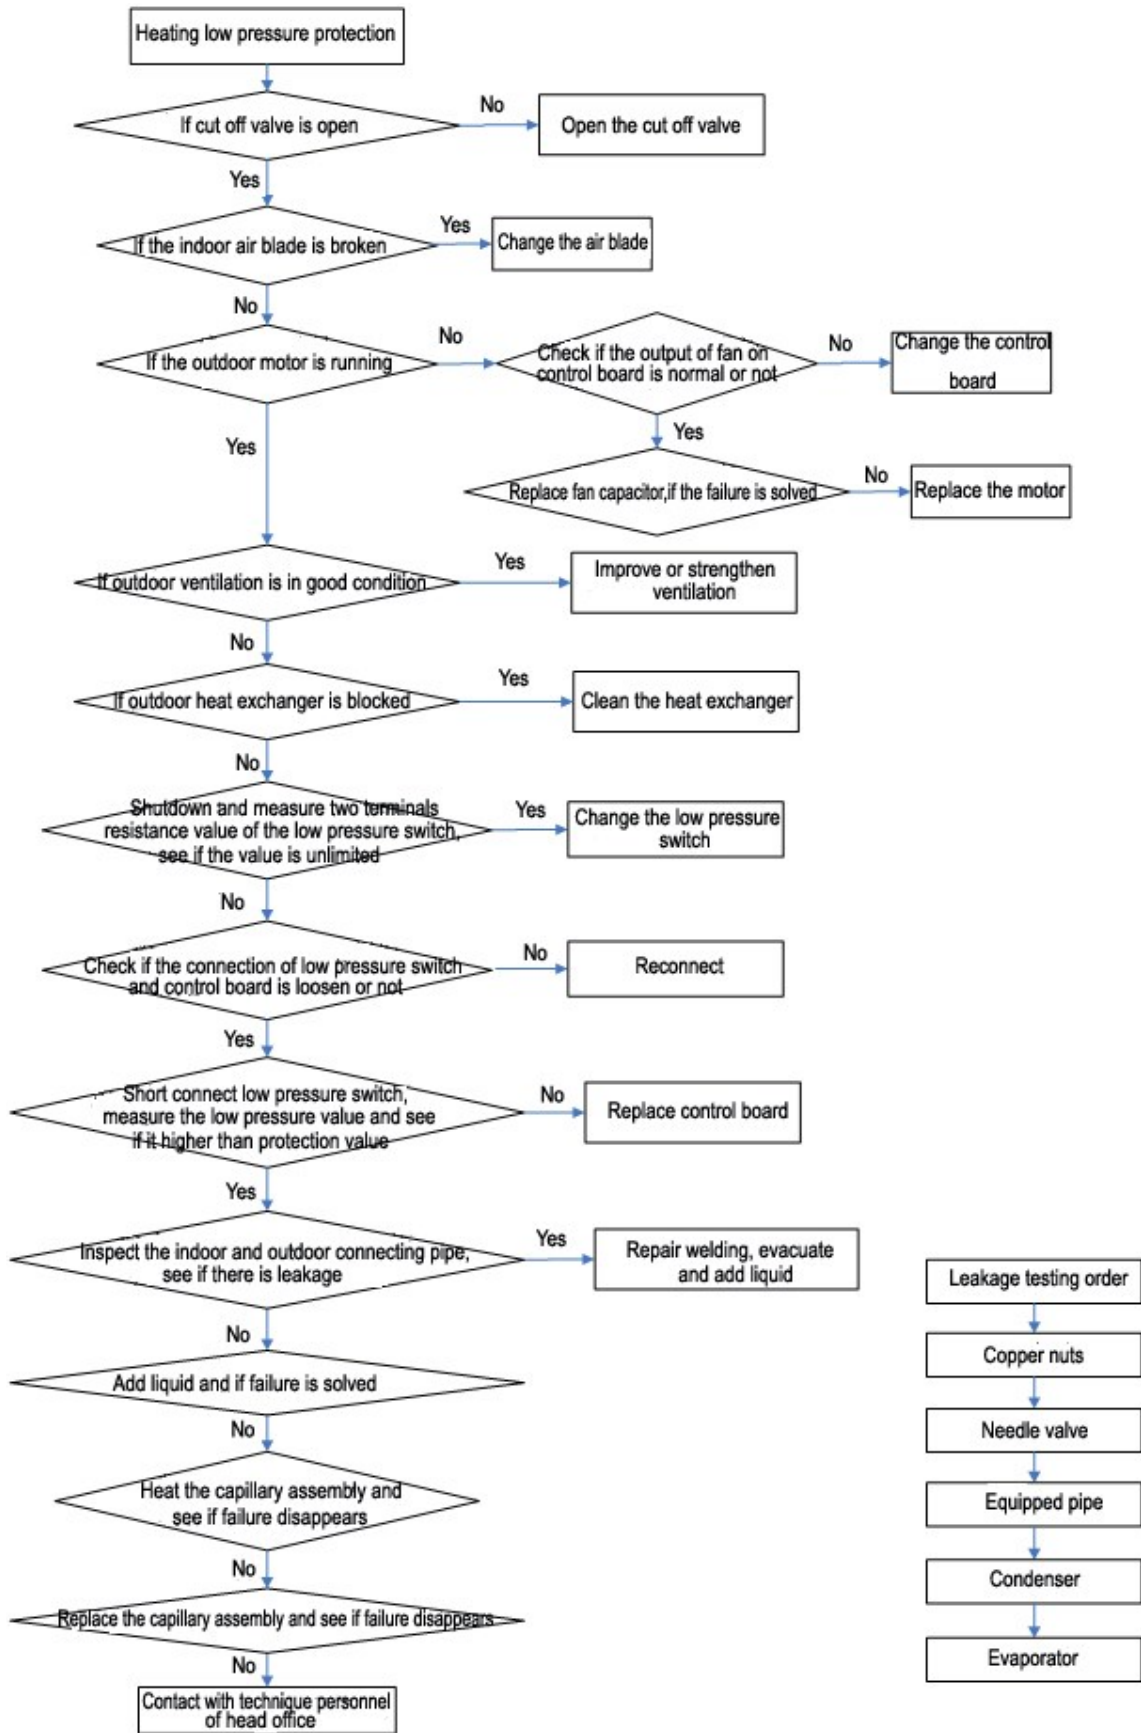 Heating low pressure protection
If cut off valve is open
No
Open the cut off valve
Yes
If the indoor air blade is broken
Yes
Change the air blade
No
If the outdoor motor is running
No
Check if the output of fan on
control board is normal or not
No
Change the control
board
Yes
Yes
Replace fan capacitor,if the failure is solved
No
Replace the motor
If outdoor ventilation is in good condition
Yes
Improve or strengthen
ventilation
No
If outdoor heat exchanger is blocked
Yes
Clean the heat exchanger
No
Shutdown and measure two terminals
resistance value of the low pressure switch,
see if the value is unlimited
Yes
Change the low pressure
switch
No
Check if the connection of low pressure switch
and control board is loosen or not
No
Reconnect
Yes
Short connect low pressure switch,
measure the low pressure value and see
if it higher than protection value
No
Replace control board
Yes
Inspect the indoor and outdoor connecting pipe,
see if there is leakage
Yes
Repair welding, evacuate
and add liquid
No
Add liquid and if failure is solved
No
Heat the capillary assembly and
see if failure disappears
No
Replace the capillary assembly and see if failure disappears
No
Contact with technique personnel
of head office
Leakage testing order
Copper nuts
Needle valve
Equipped pipe
Condenser
Evaporator